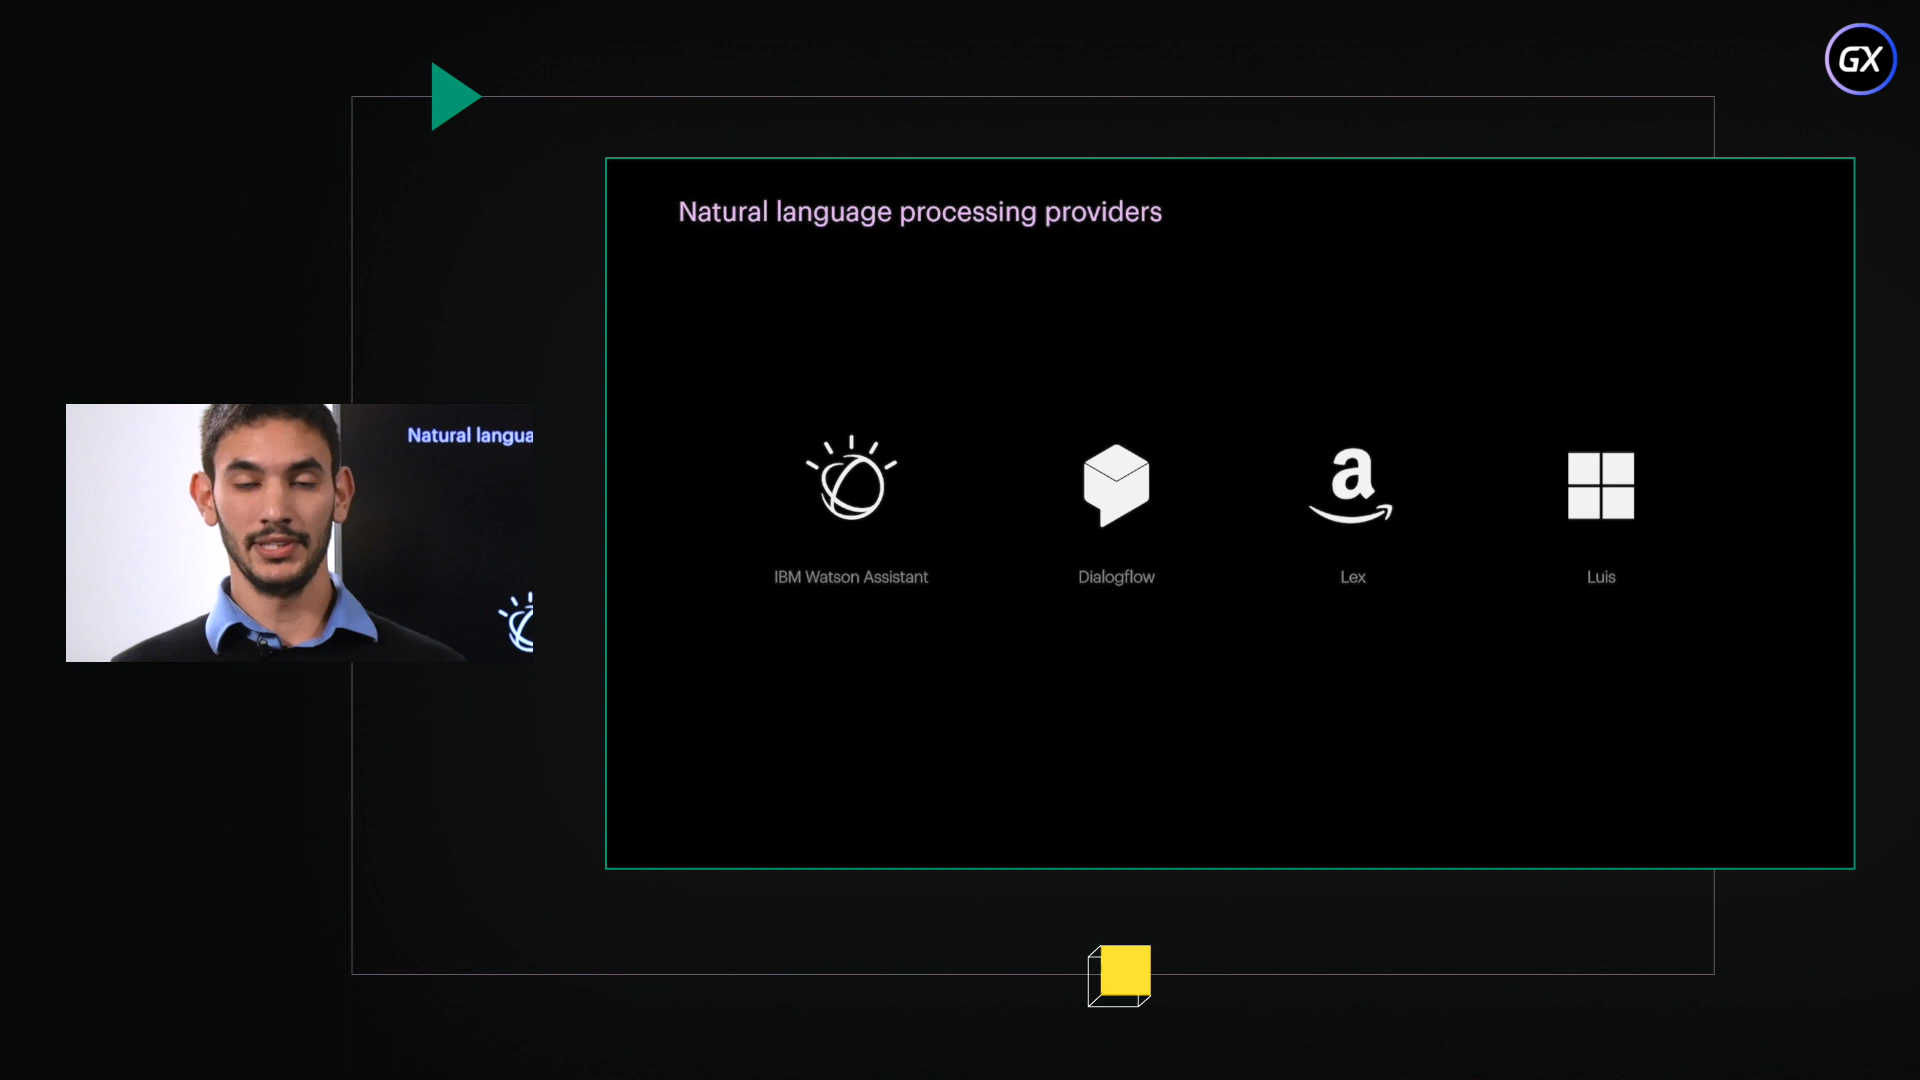 GX
Natural language processing providers
Natural langua
a
IBM Watson Assistant
Dialogflow
Lex
Luis